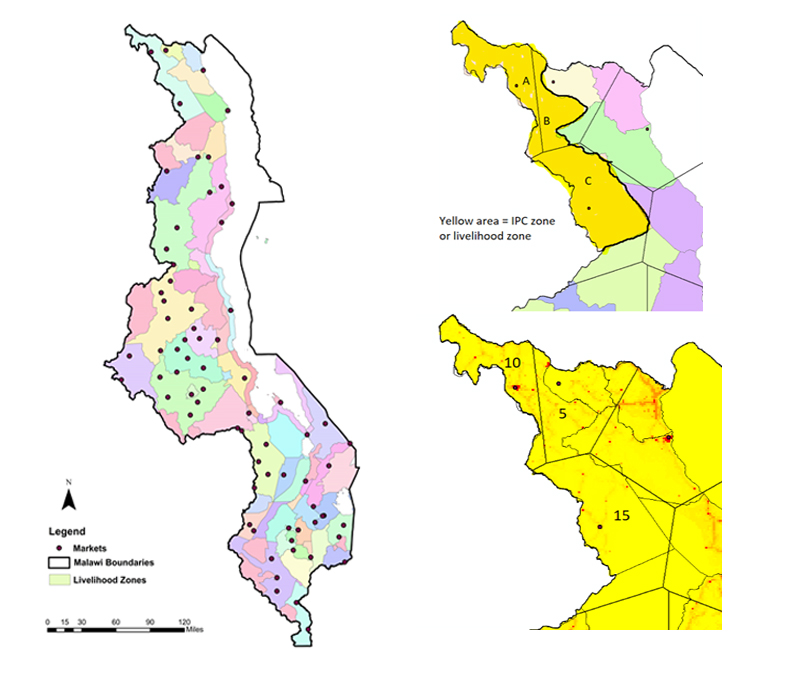 A
B
C
Yellow area = IPC zone
or livelihood zone
10
5
15
N
Legend
Markets
Malawi Boundaries
Livelihood Zones
0 15 30 60 90 120
Miles